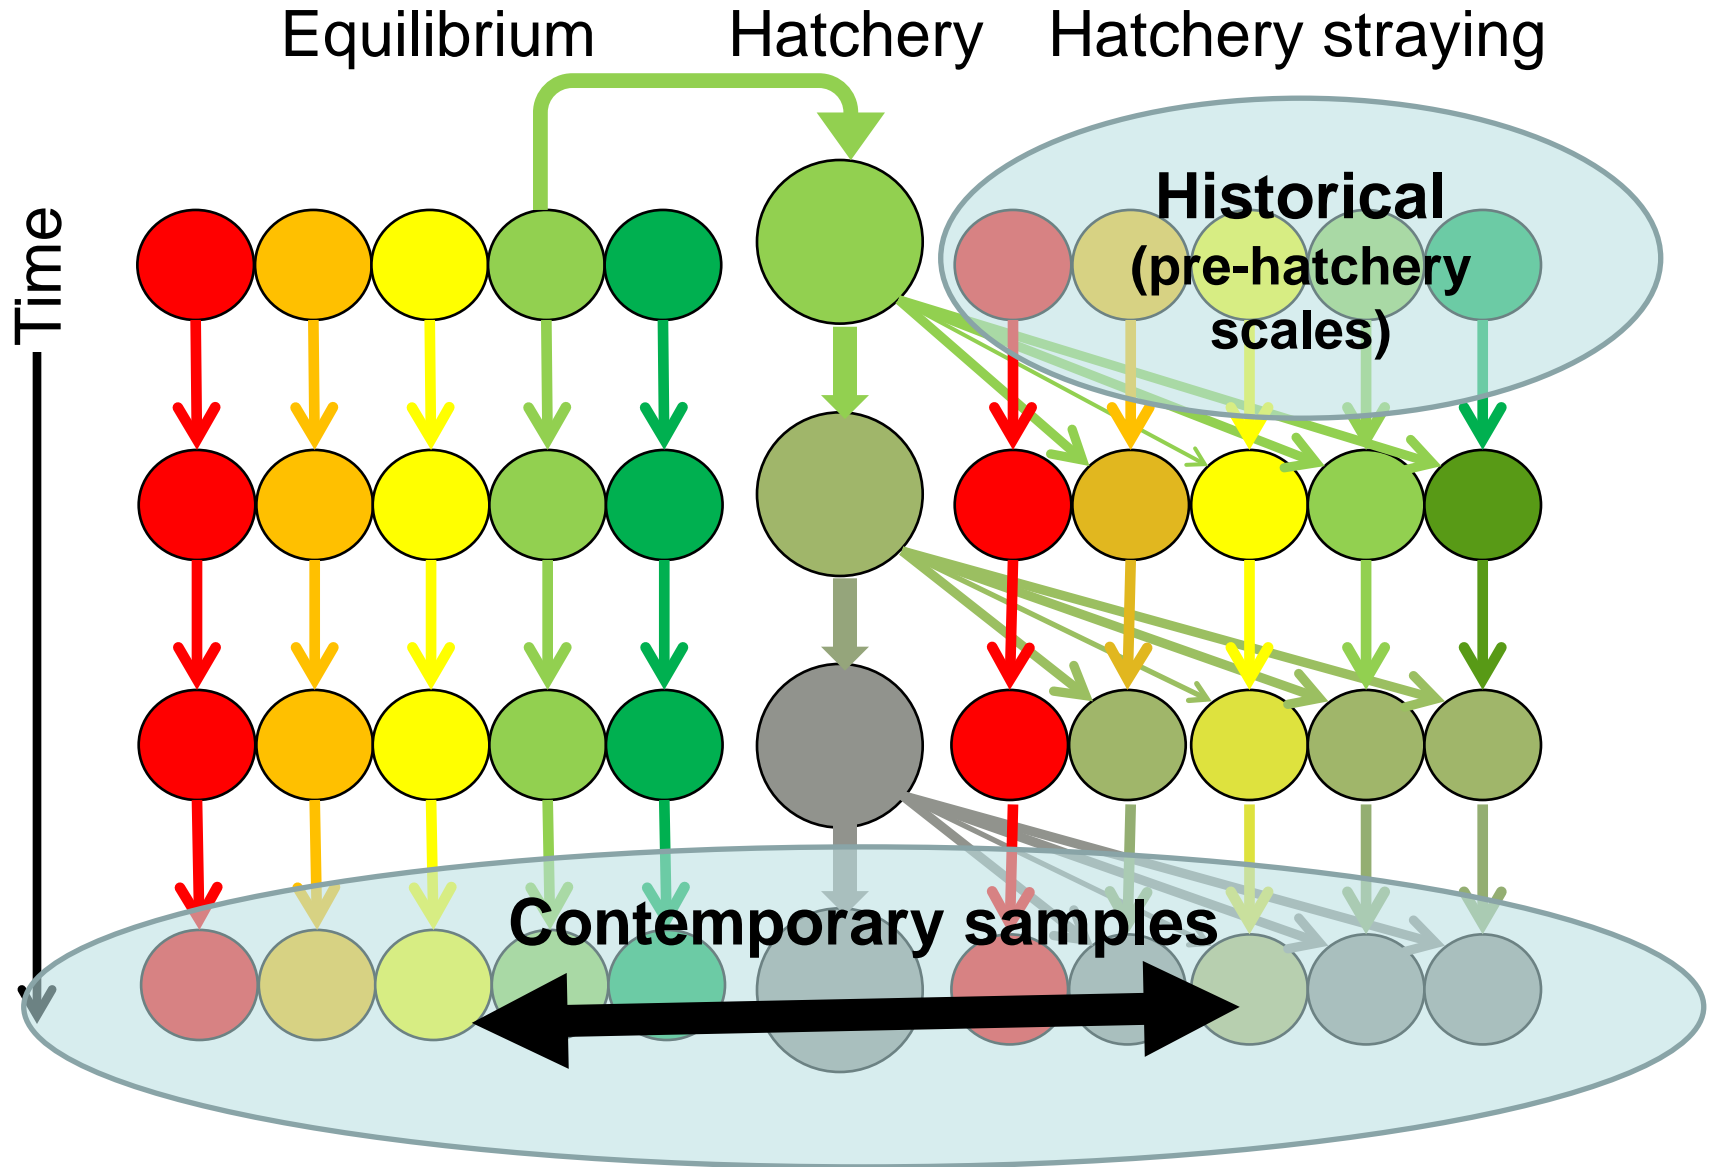 Equilibrium
Hatchery
Hatchery straying
Time
Historical
(pre-hatchery
scales)
Contemporary samples